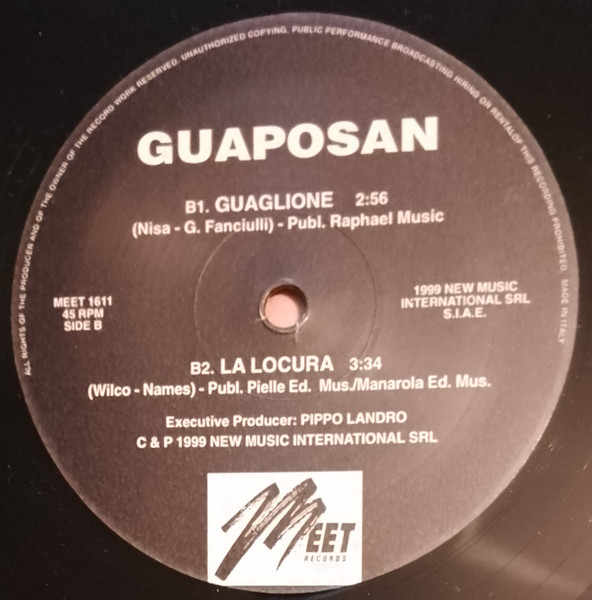 ALL RIGHTS OF THE PRODUCER AND OF THE OWNER OF THE RECORD WORK RESERVED. UNAUTHORIZED COPYING, PUBLIC PERFORMANCE BROADCASTING HIRING OR RENTALOF THIS RECORDING PROHIBITED. MADE IN ITALY
GUAPOSAN
B1. GUAGLIONE 2:56
(Nisa - G. Fanciulli) - Publ. Raphael Music
MEET 1611
45 RPM
SIDE B
1999 NEW MUSIC
INTERNATIONAL SRL
S.I.A.E.
B2. LA LOCURA 3:34
(Wilco - Names) - Publ. Pielle Ed. Mus./Manarola Ed. Mus.
Executive Producer: PIPPO LANDRO
C & P 1999 NEW MUSIC INTERNATIONAL SRL
MEET
RECORDS